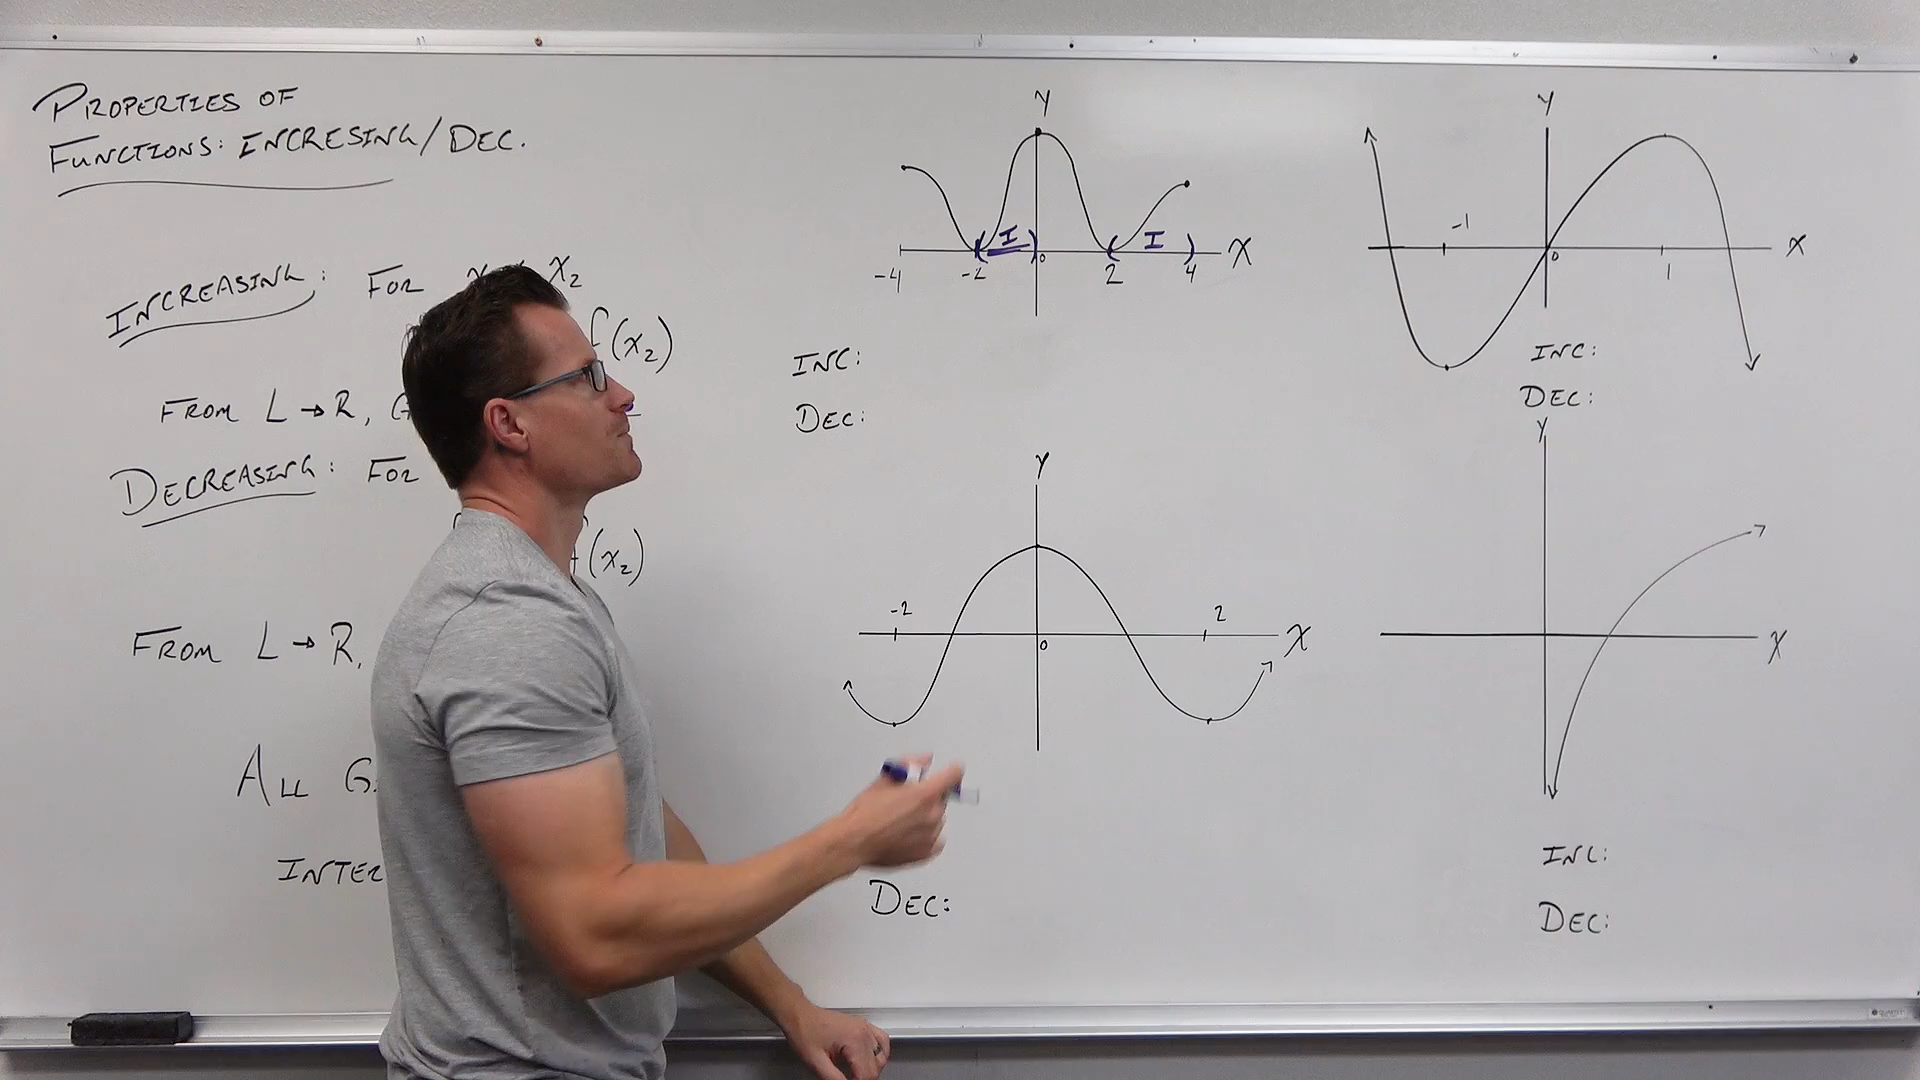 PROPERTIES OF
FUNCTIONS: INCRESING/DEC.
INCREASING: FOR X₂
f(x₂)
FROM L → R,
DECREASING: FOR
(x₂)
FROM L → R,
ALL
y
I I
-4 -2 0 2 4 X
INC:
DEC:
y
-1 0 1 X
INC:
DEC:
y
-2 0 2 X
DEC:
y
X
INC:
DEC: